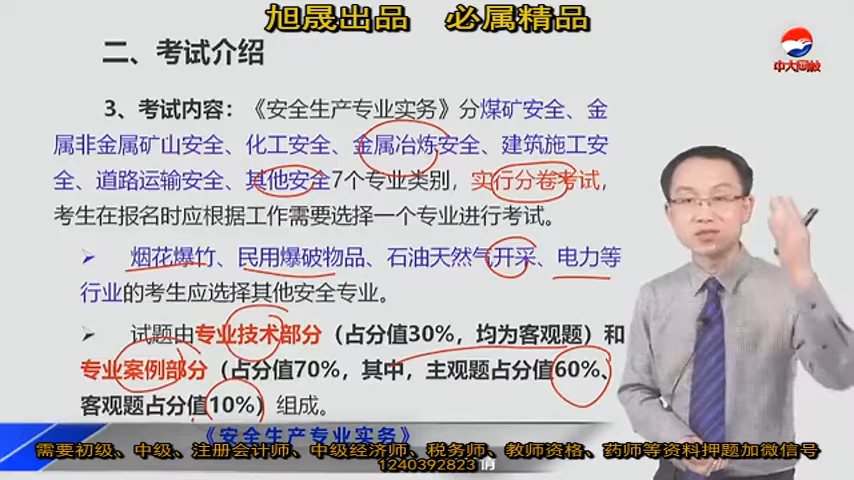 旭晟出品 必属精品
二、考试介绍
中大网校
3、考试内容：《安全生产专业实务》分煤矿安全、金
属非金属矿山安全、化工安全、金属冶炼安全、建筑施工安
全、道路运输安全、其他安全7个专业类别，实行分卷考试，
考生在报名时应根据工作需要选择一个专业进行考试。
烟花爆竹、民用爆破物品、石油天然气开采、电力等
行业的考生应选择其他安全专业。
试题由专业技术部分（占分值30%，均为客观题）和
专业案例部分（占分值70%，其中，主观题占分值60%、
客观题占分值10%）组成。
《安全生产专业实务》
需要初级、中级、注册会计师、中级经济师、税务师、教师资格、药师等资料押题加微信号
1240392823